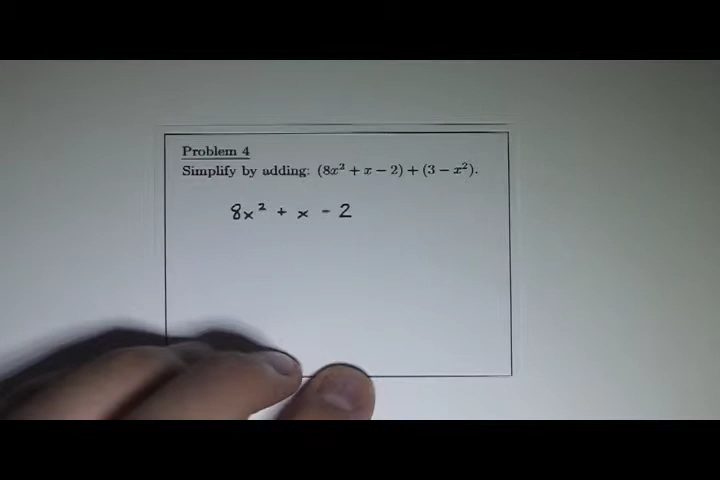 Problem 4
Simplify by adding: (8x² + x − 2) + (3 − x²).
8x² + x − 2